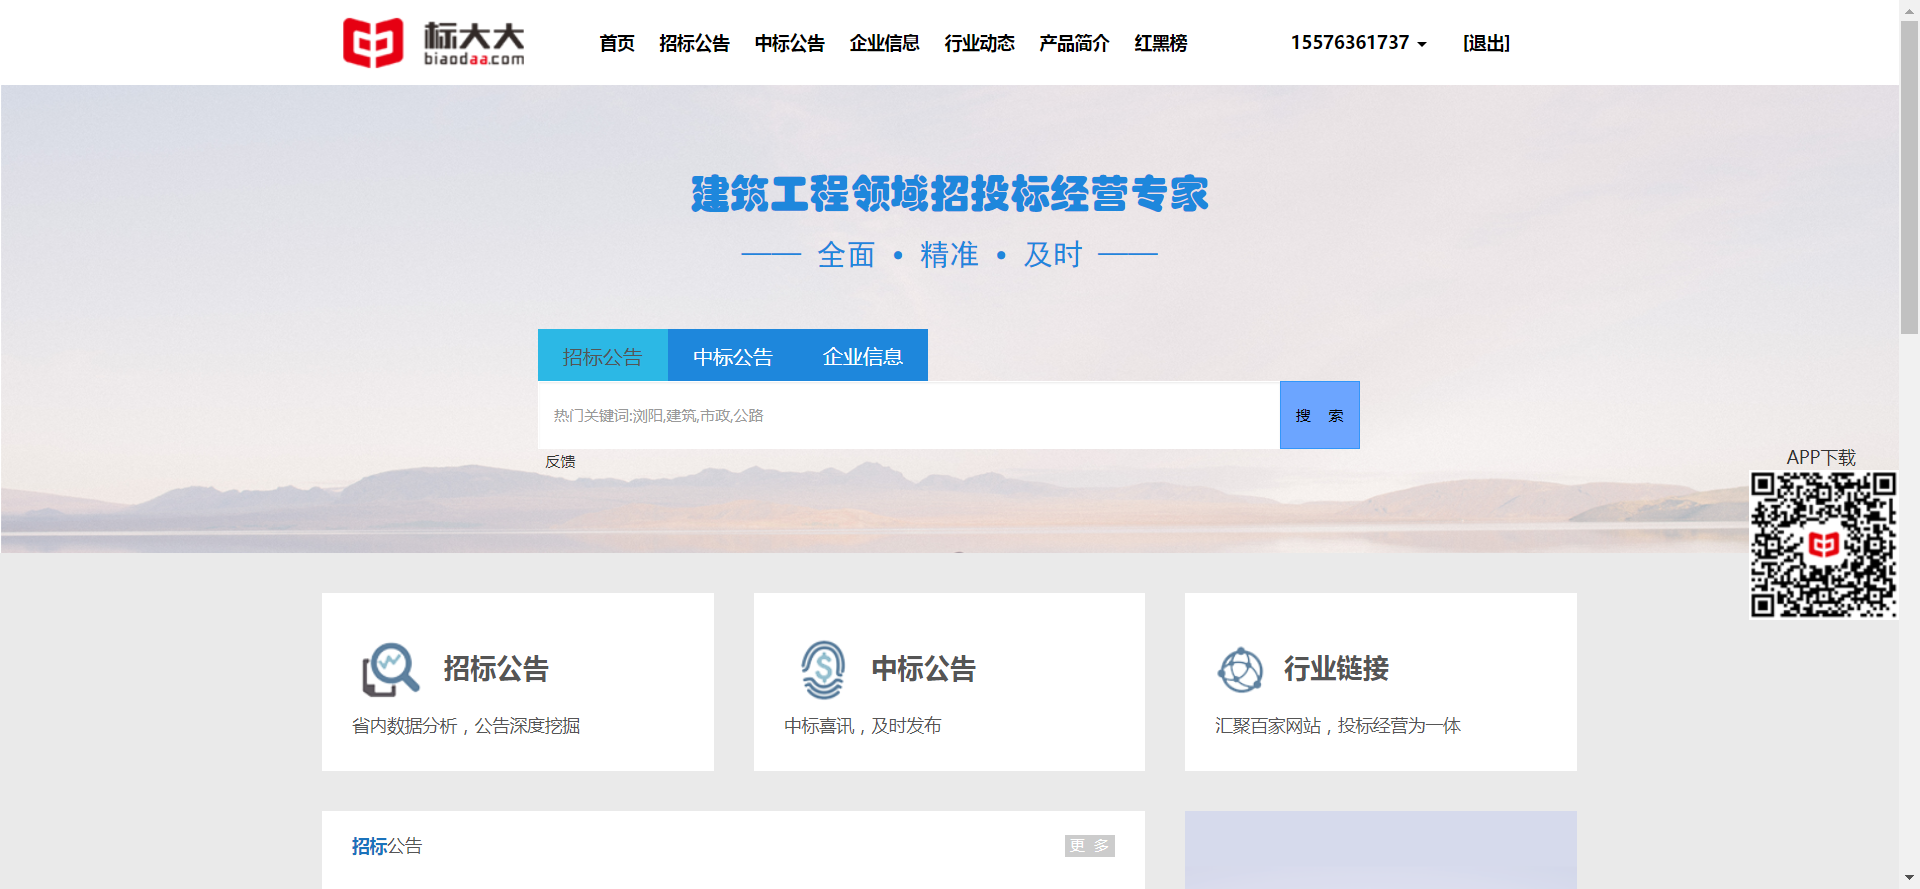 标大大
biaodaa.com
首页 招标公告 中标公告 企业信息 行业动态 产品简介 红黑榜 15576361737 [退出]
建筑工程领域招投标经营专家
—— 全面 • 精准 • 及时 ——
招标公告 中标公告 企业信息
热门关键词:浏阳,建筑,市政,公路
搜 索
反馈
APP下载
招标公告
省内数据分析，公告深度挖掘
中标公告
中标喜讯，及时发布
行业链接
汇聚百家网站，投标经营为一体
招标公告
更 多